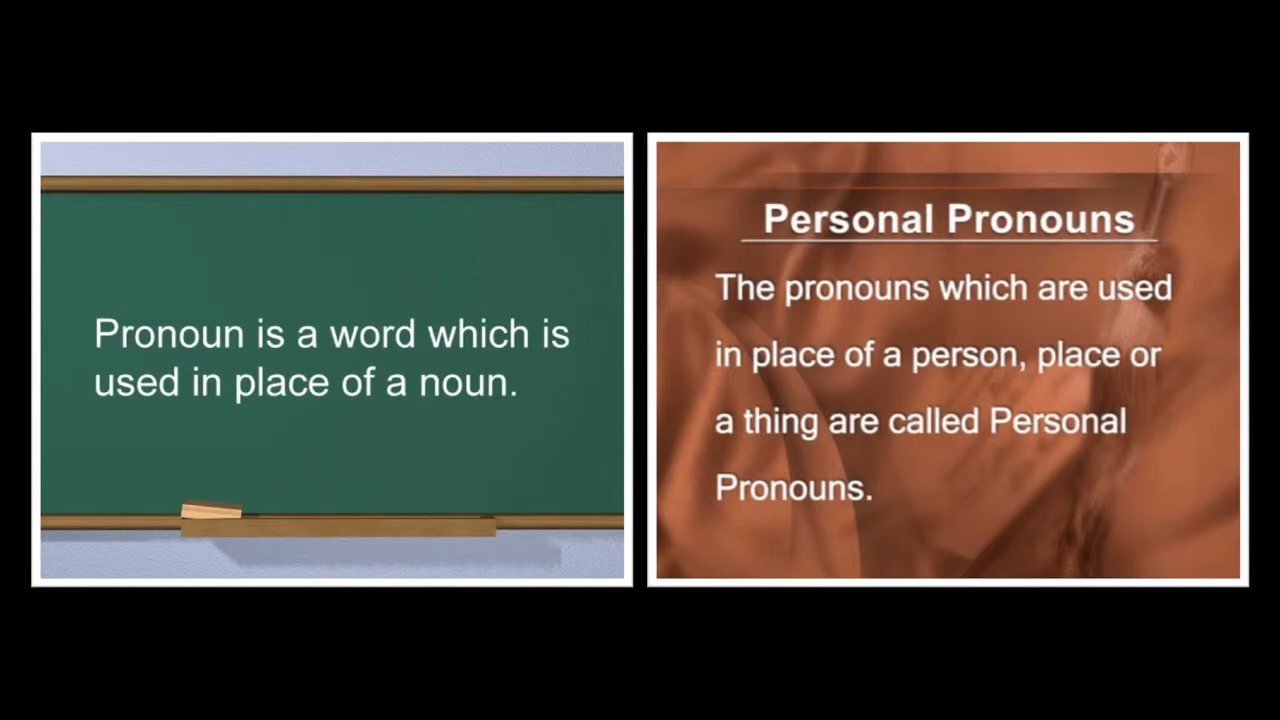 Pronoun is a word which is
used in place of a noun.
Personal Pronouns
The pronouns which are used
in place of a person, place or
a thing are called Personal
Pronouns.